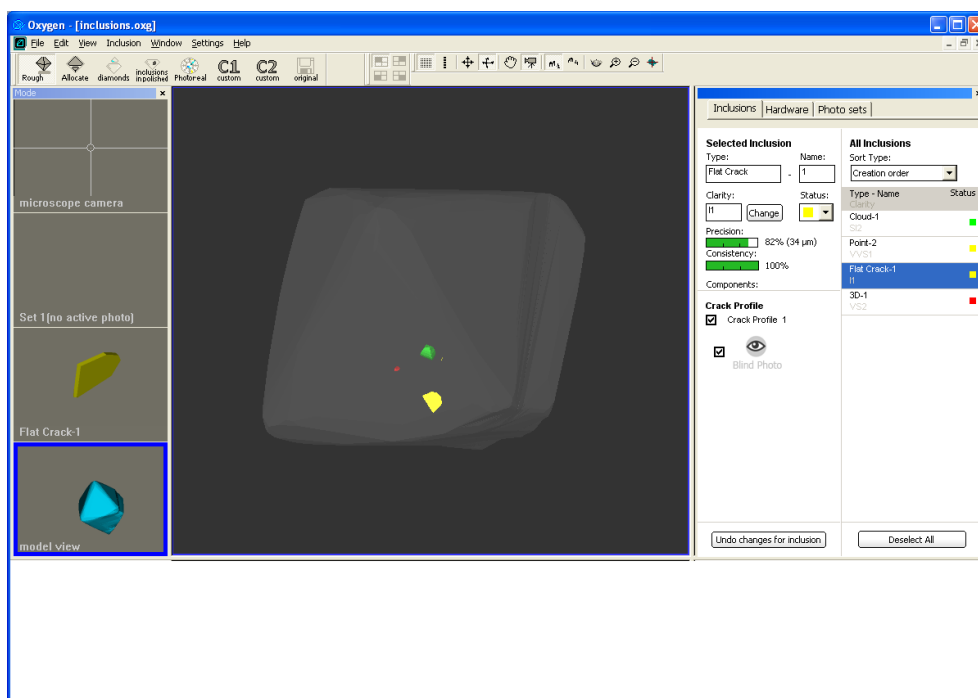 Oxygen - [inclusions.oxg]
File Edit View Inclusion Window Settings Help
Rough Allocate diamonds inclusions in polished Photoreal C1 custom C2 custom original
Mode
microscope camera
Set 1(no active photo)
Flat Crack-1
model view
Inclusions Hardware Photo sets
Selected Inclusion
Type: Name:
Flat Crack - 1
Clarity: Status:
I1 Change
Precision:
82% (34 µm)
Consistency:
100%
Components:
Crack Profile
Crack Profile 1
Blind Photo
Undo changes for inclusion
All Inclusions
Sort Type:
Creation order
Type - Name Status
Clarity
Cloud-1
SI2
Point-2
VVS1
Flat Crack-1
I1
3D-1
VS2
Deselect All